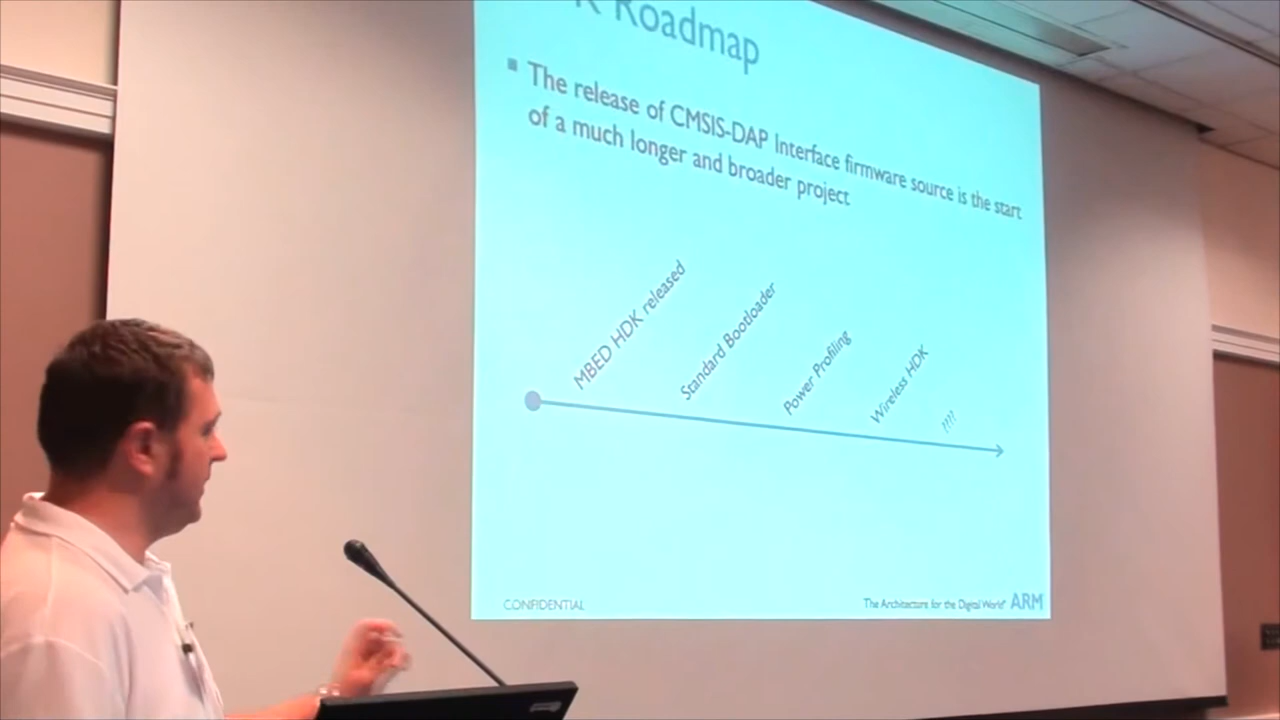 Roadmap
The release of CMSIS-DAP Interface firmware source is the start
of a much longer and broader project
MBED HDK released
Standard Bootloader
Power Profiling
Wireless HDK
????
CONFIDENTIAL
The Architecture for the Digital World® ARM